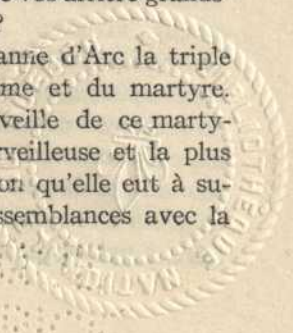 ?
anne d'Arc la triple
me et du martyre.
veille de ce marty-
rveilleuse et la plus
on qu'elle eut à su-
ssemblances avec la